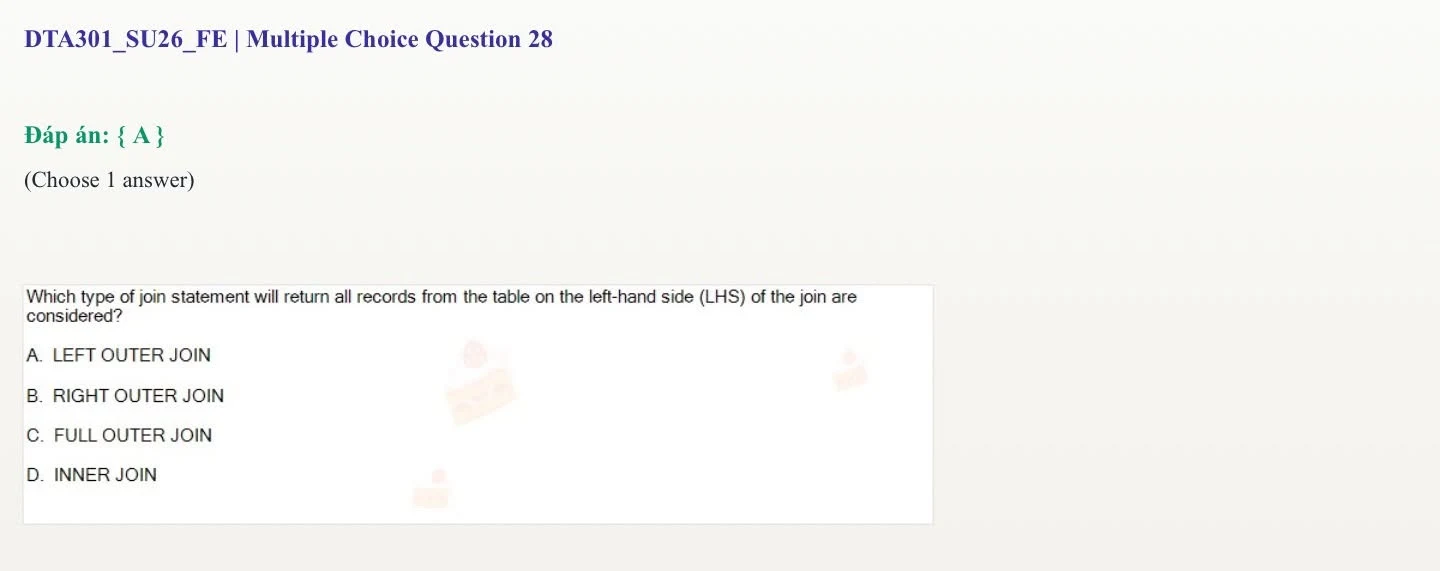 DTA301_SU26_FE | Multiple Choice Question 28
Đáp án: { A }
(Choose 1 answer)
Which type of join statement will return all records from the table on the left-hand side (LHS) of the join are
considered?
A. LEFT OUTER JOIN
B. RIGHT OUTER JOIN
C. FULL OUTER JOIN
D. INNER JOIN